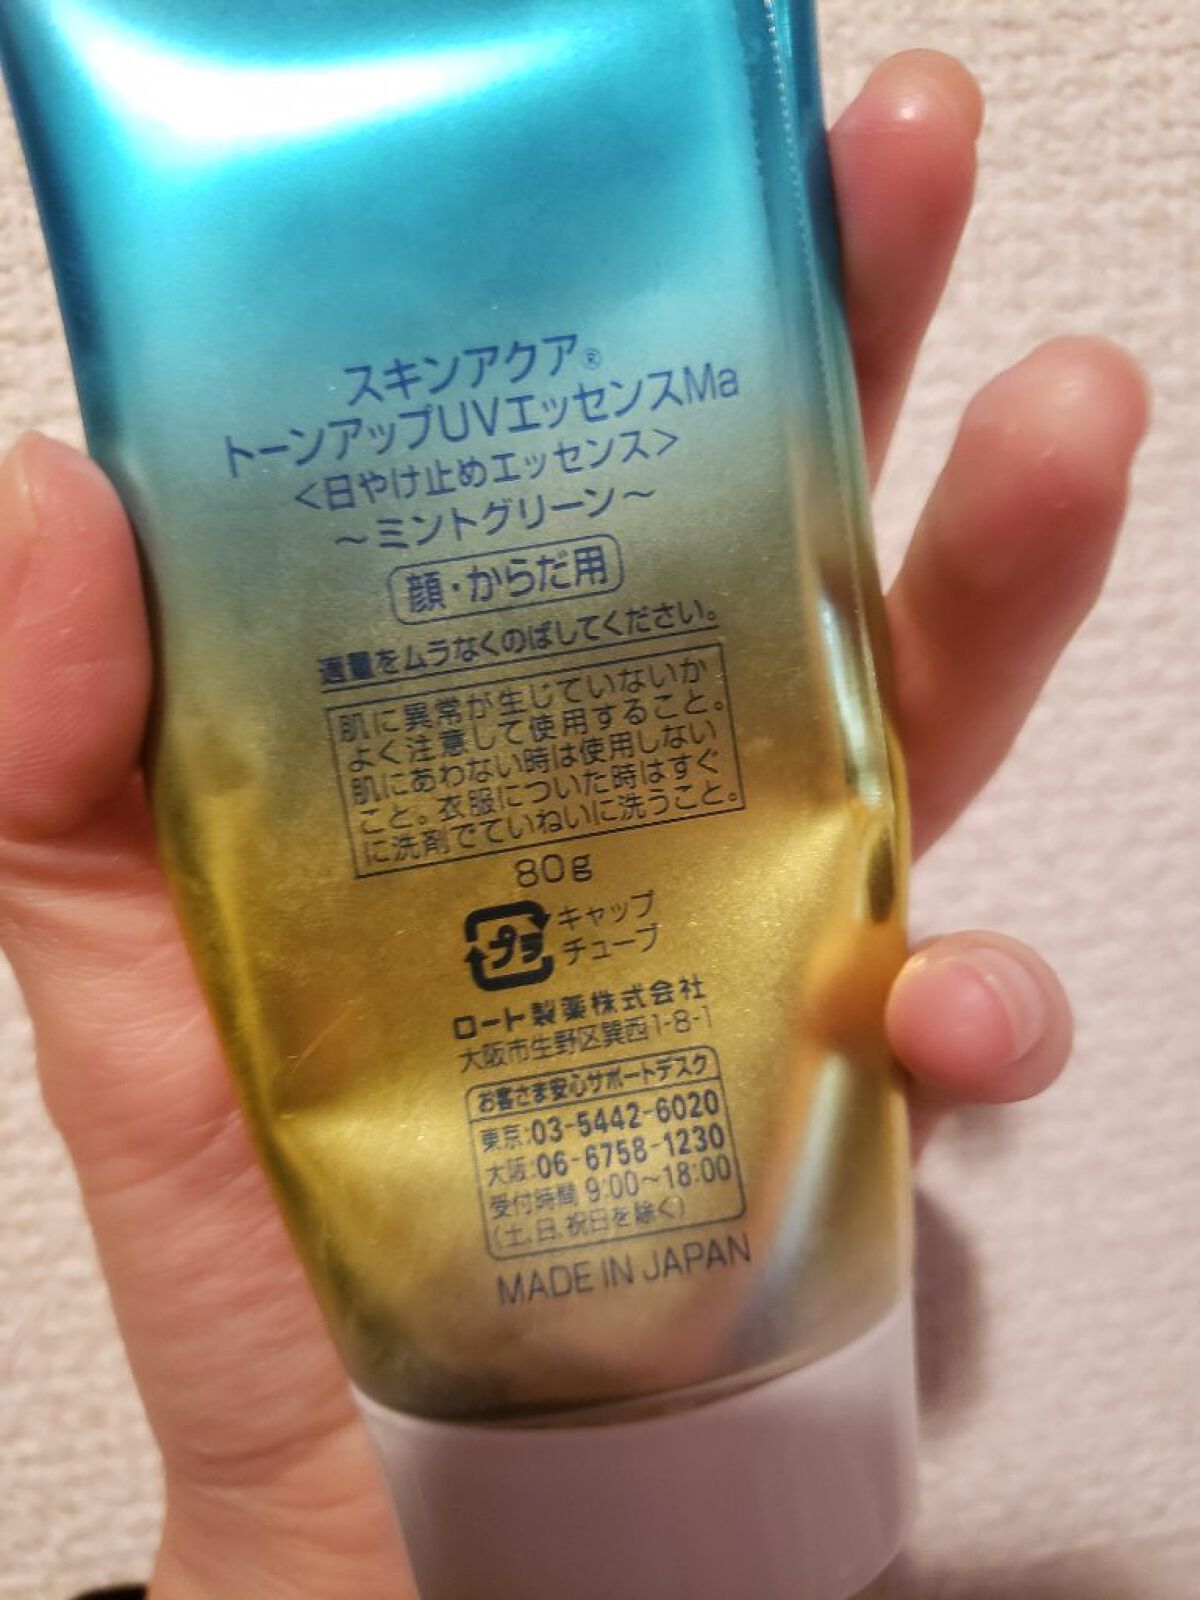 スキンアクア®
トーンアップUVエッセンスMa
<日やけ止めエッセンス>
〜ミントグリーン〜
顔・からだ用
適量をムラなくのばしてください。
肌に異常が生じていないか
よく注意して使用すること。
肌にあわない時は使用しない
こと。衣服についた時はすぐ
に洗剤でていねいに洗うこと。
80g
プラ
キャップ
チューブ
ロート製薬株式会社
大阪市生野区巽西1-8-1
お客さま安心サポートデスク
東京:03-5442-6020
大阪:06-6758-1230
受付時間 9:00〜18:00
(土、日、祝日を除く)
MADE IN JAPAN